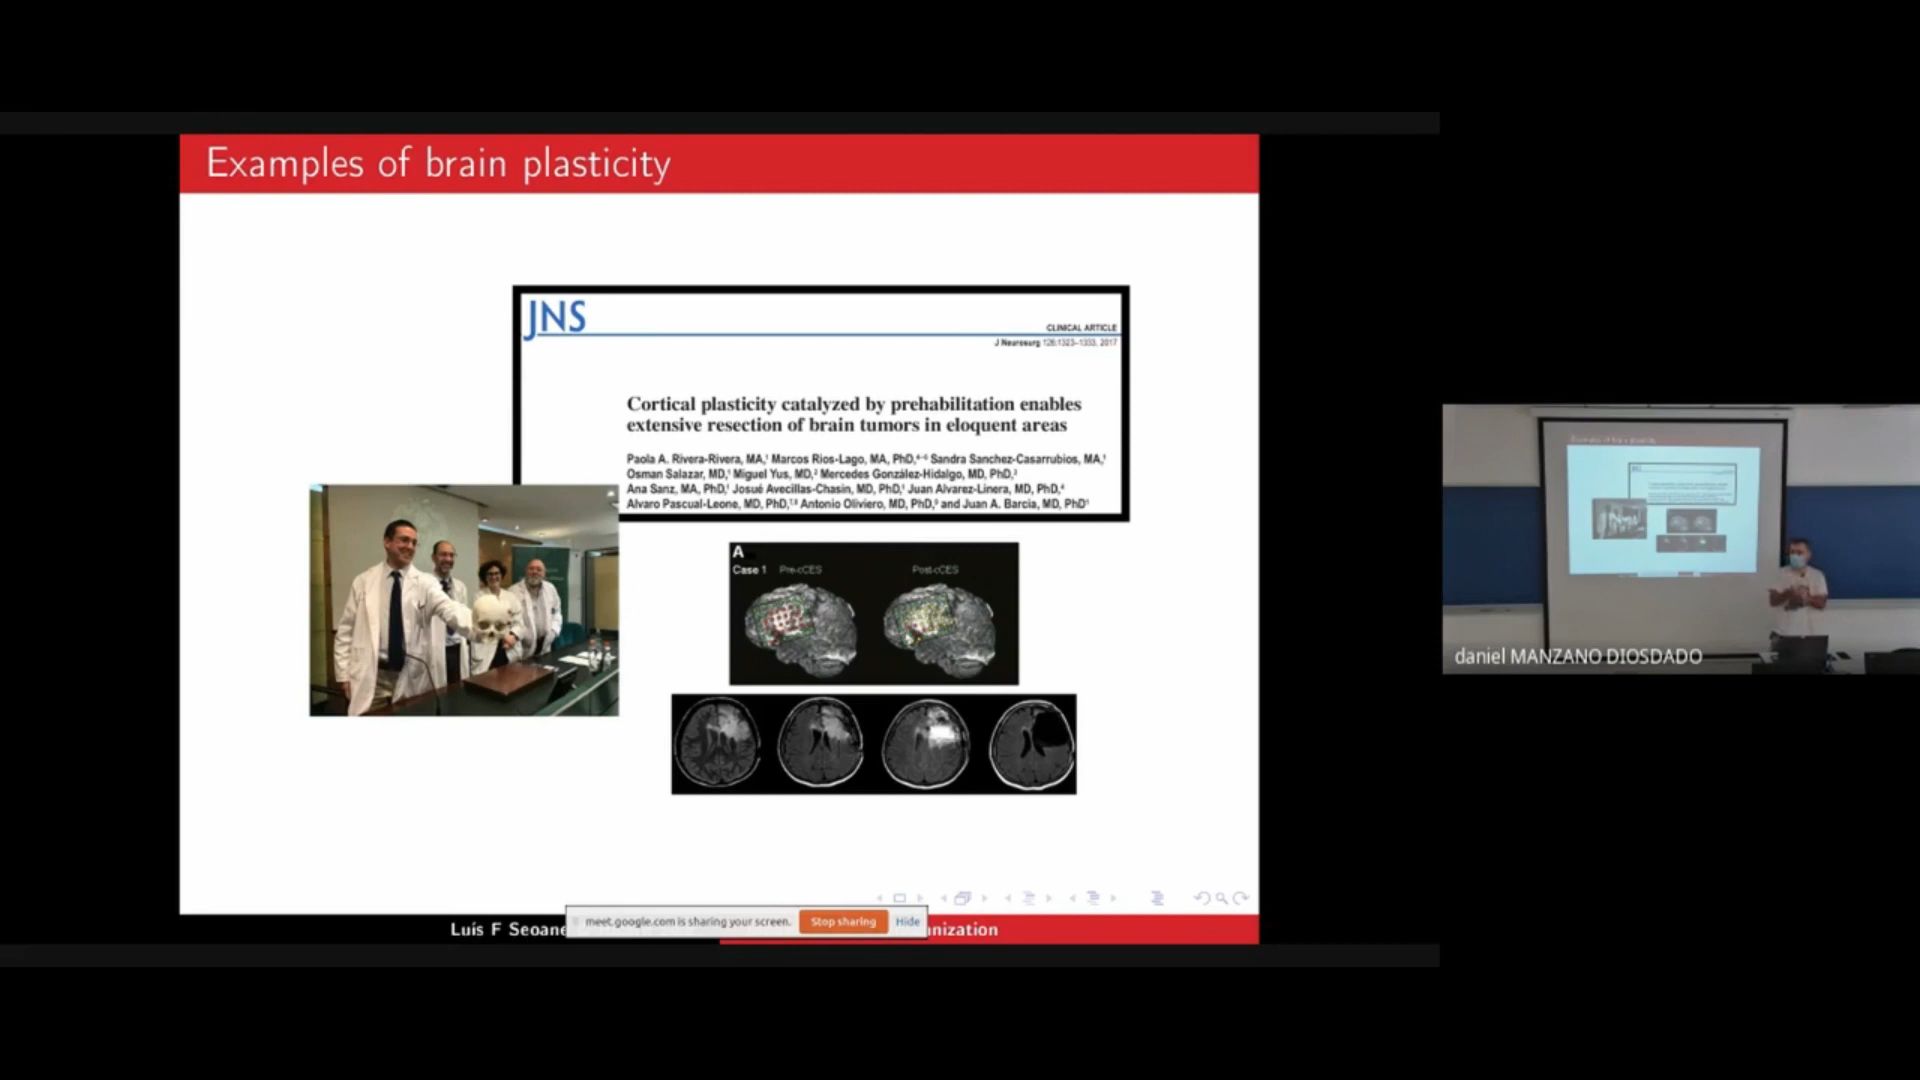 Examples of brain plasticity
JNS
CLINICAL ARTICLE
J Neurosurg 126:1323–1333, 2017
Cortical plasticity catalyzed by prehabilitation enables
extensive resection of brain tumors in eloquent areas
Paola A. Rivera-Rivera, MA, Marcos Rios-Lago, MA, PhD, Sandra Sanchez-Casarrubios, MA,
Osman Salazar, MD, Miguel Yus, MD, Mercedes González-Hidalgo, MD, PhD,
Ana Sanz, MA, PhD, Josué Avecillas-Chasin, MD, PhD, Juan Alvarez-Linera, MD, PhD,
Alvaro Pascual-Leone, MD, PhD, Antonio Oliviero, MD, PhD, and Juan A. Barcia, MD, PhD
A
Case 1 Pre-cCES Post-cCES
daniel MANZANO DIOSDADO
meet.google.com is sharing your screen. Stop sharing Hide
Luís F Seoane nization